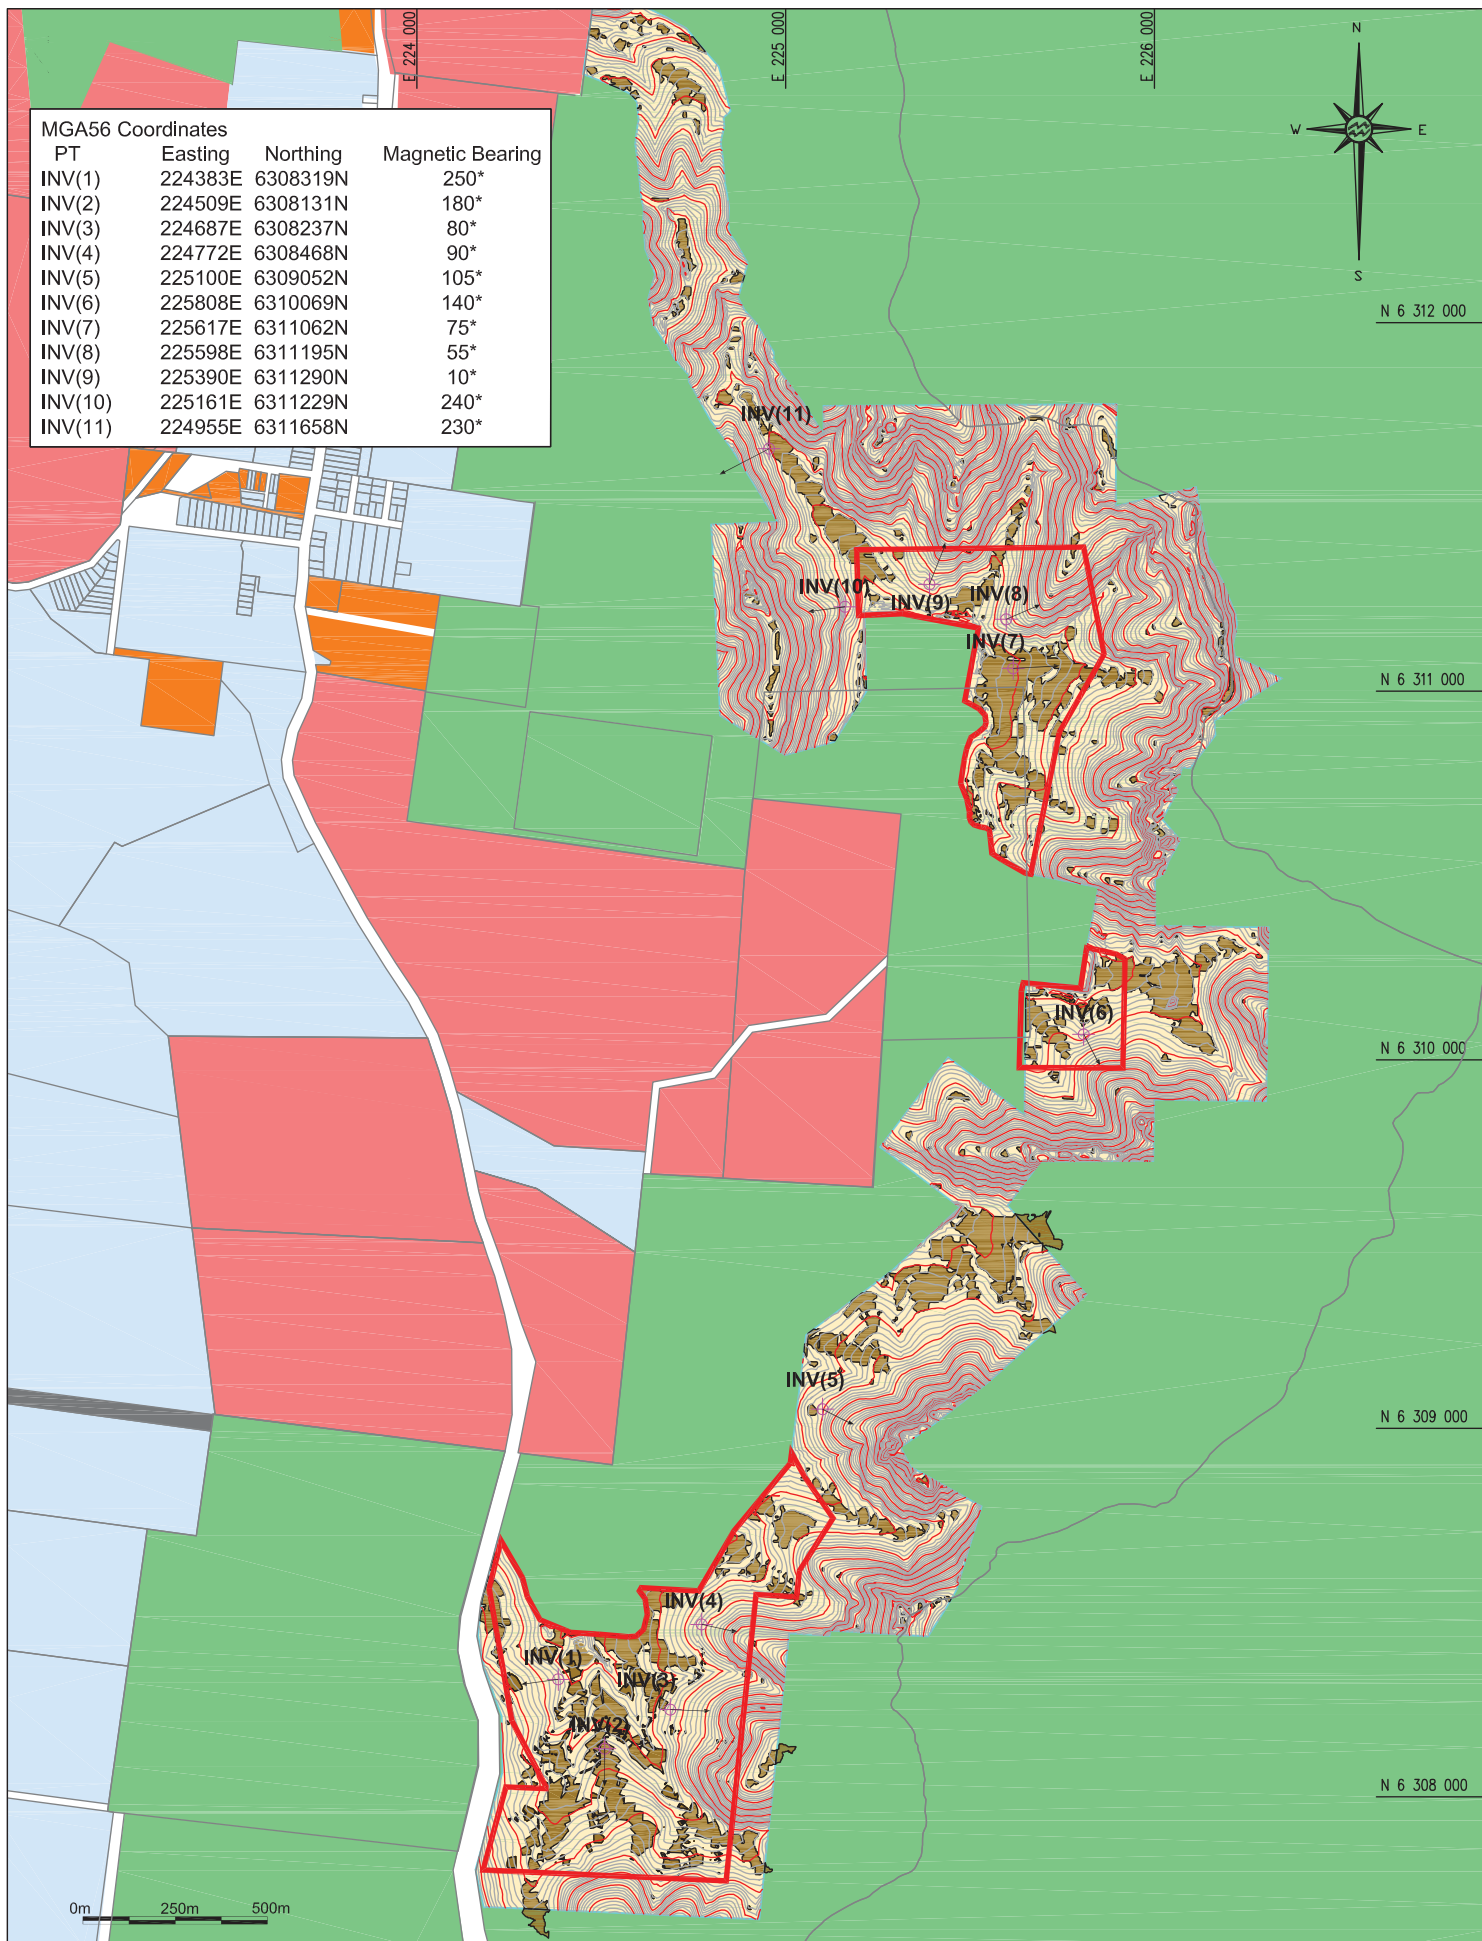 E 224 000
E 225 000
E 226 000
N
W
E
S
MGA56 Coordinates
PT Easting Northing Magnetic Bearing
INV(1) 224383E 6308319N 250*
INV(2) 224509E 6308131N 180*
INV(3) 224687E 6308237N 80*
INV(4) 224772E 6308468N 90*
INV(5) 225100E 6309052N 105*
INV(6) 225808E 6310069N 140*
INV(7) 225617E 6311062N 75*
INV(8) 225598E 6311195N 55*
INV(9) 225390E 6311290N 10*
INV(10) 225161E 6311229N 240*
INV(11) 224955E 6311658N 230*
N 6 312 000
INV(11)
INV(10)
INV(9)
INV(8)
INV(7)
N 6 311 000
INV(6)
N 6 310 000
INV(5)
N 6 309 000
INV(4)
INV(1)
INV(3)
INV(2)
N 6 308 000
0m 250m 500m